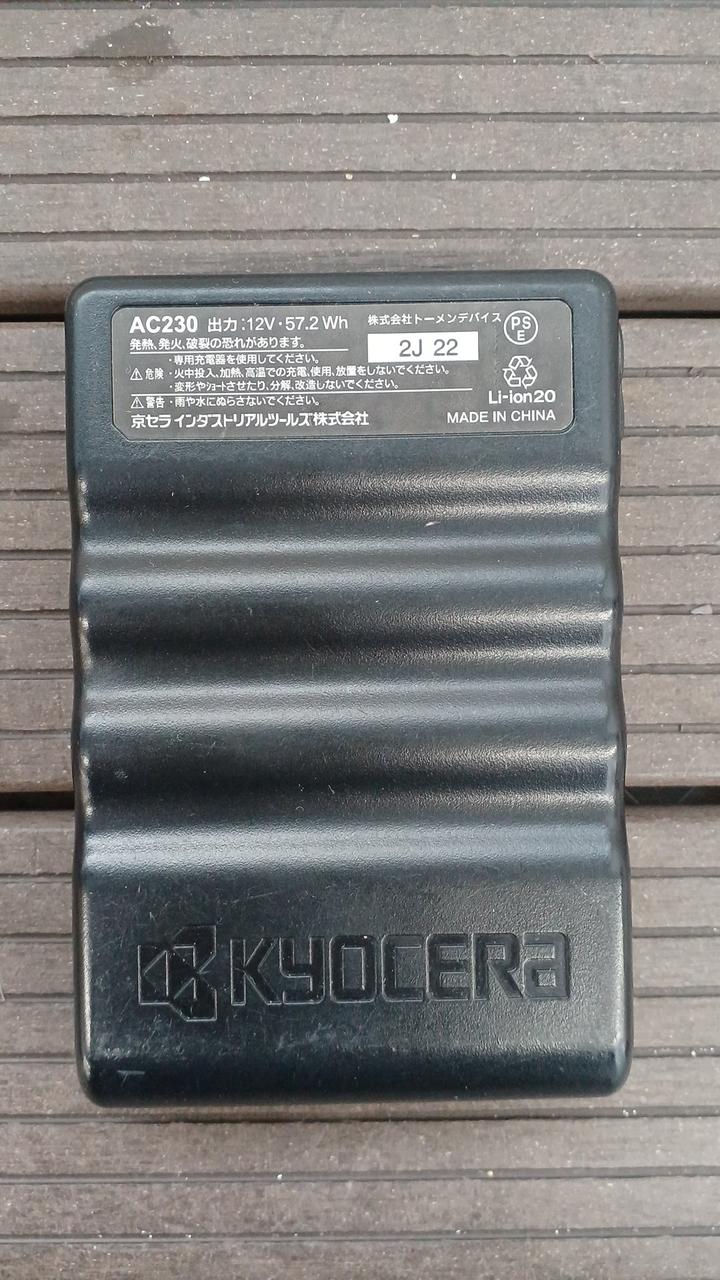 AC230 出力:12V・57.2 Wh
株式会社トーメンデバイス
PS
E
発熱、発火、破裂の恐れがあります。
2J 22
⚠危険
・専用充電器を使用してください。
・火中投入、加熱、高温での充電、使用、放置をしないでください。
・変形やショートさせたり、分解、改造しないでください。
⚠警告・雨や水にぬらさないでください。
Li-ion20
京セラインダストリアルツールズ株式会社
MADE IN CHINA
KYOCERA